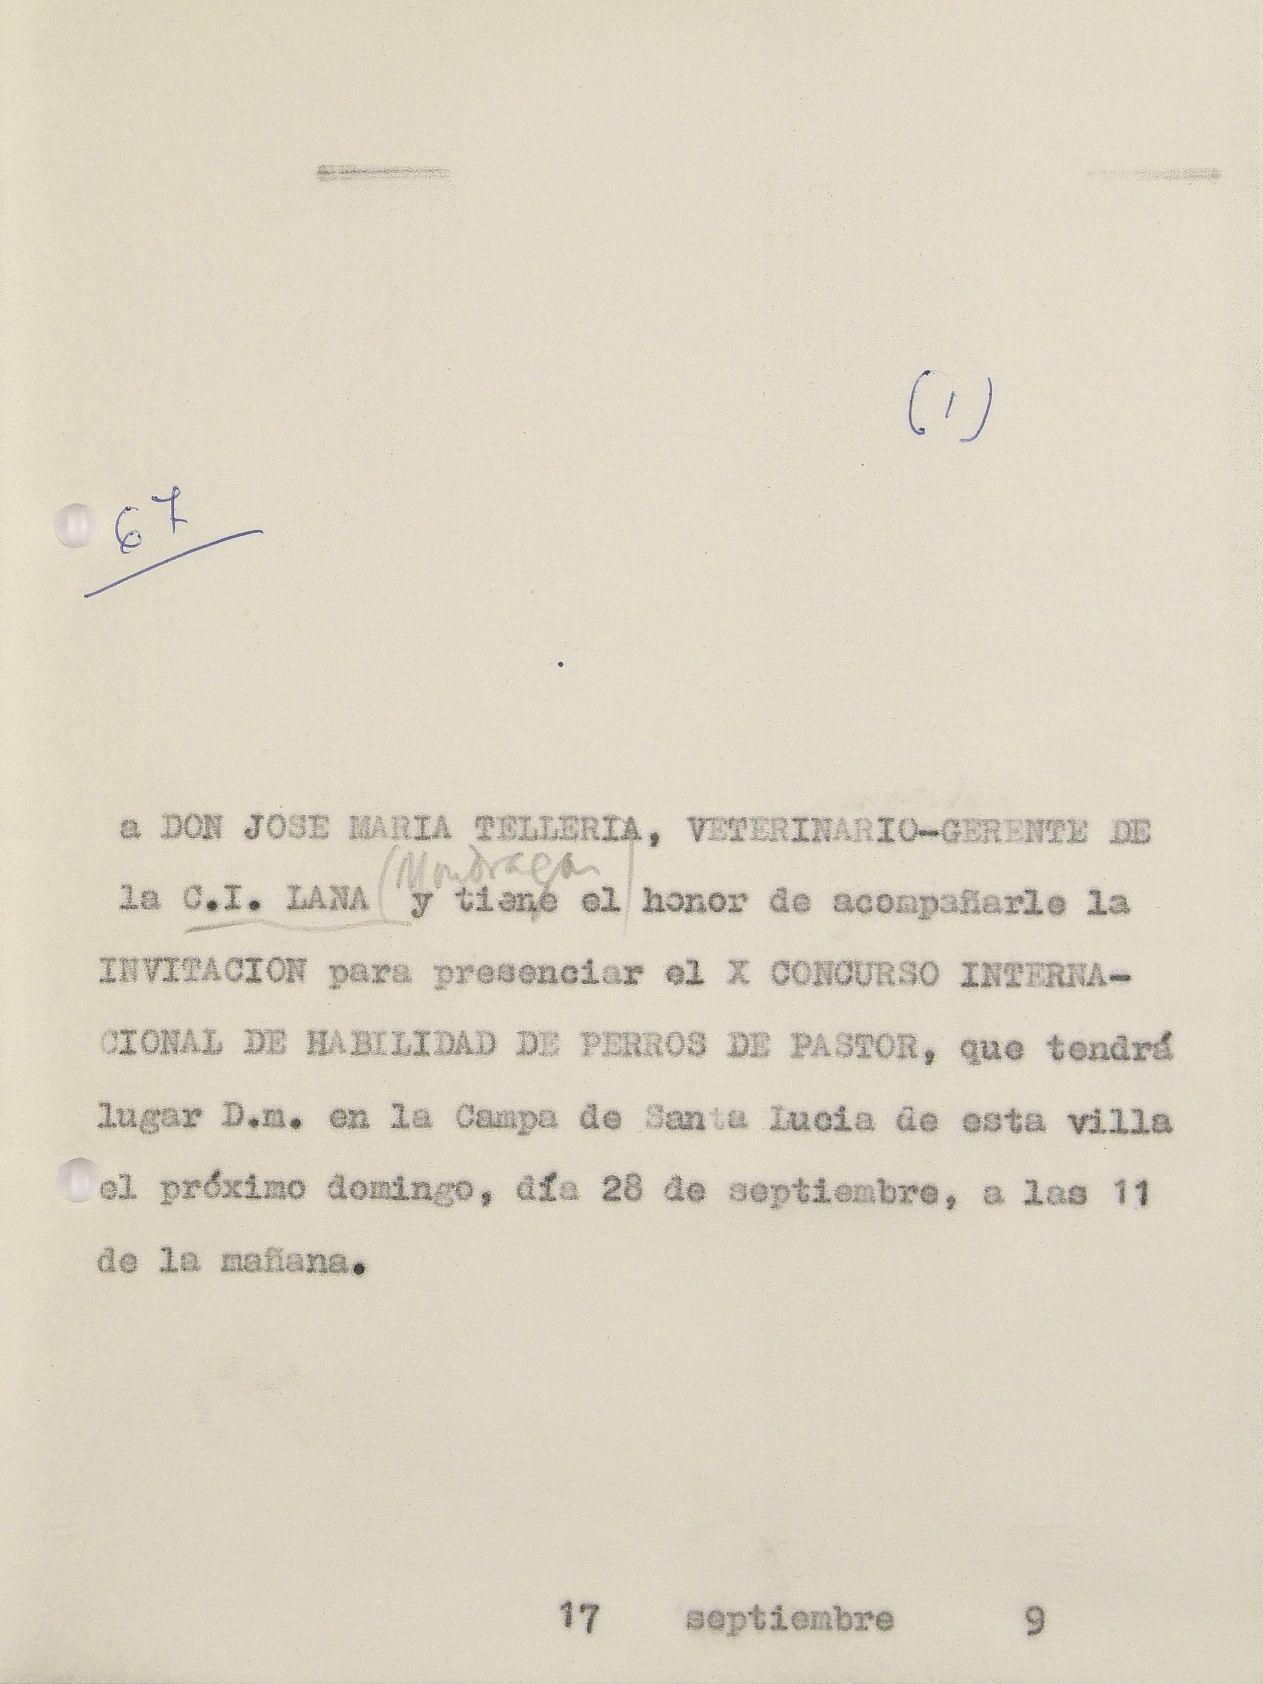 (1)
67
a DON JOSE MARIA TELLERIA, VETERINARIO-GERENTE DE
(Mondragon)
la C.I. LANA y tiene el honor de acompañarle la
INVITACION para presenciar el X CONCURSO INTERNA-
CIONAL DE HABILIDAD DE PERROS DE PASTOR, que tendrá
lugar D.m. en la Campa de Santa Lucia de esta villa
el próximo domingo, día 28 de septiembre, a las 11
de la mañana.
17 septiembre 9